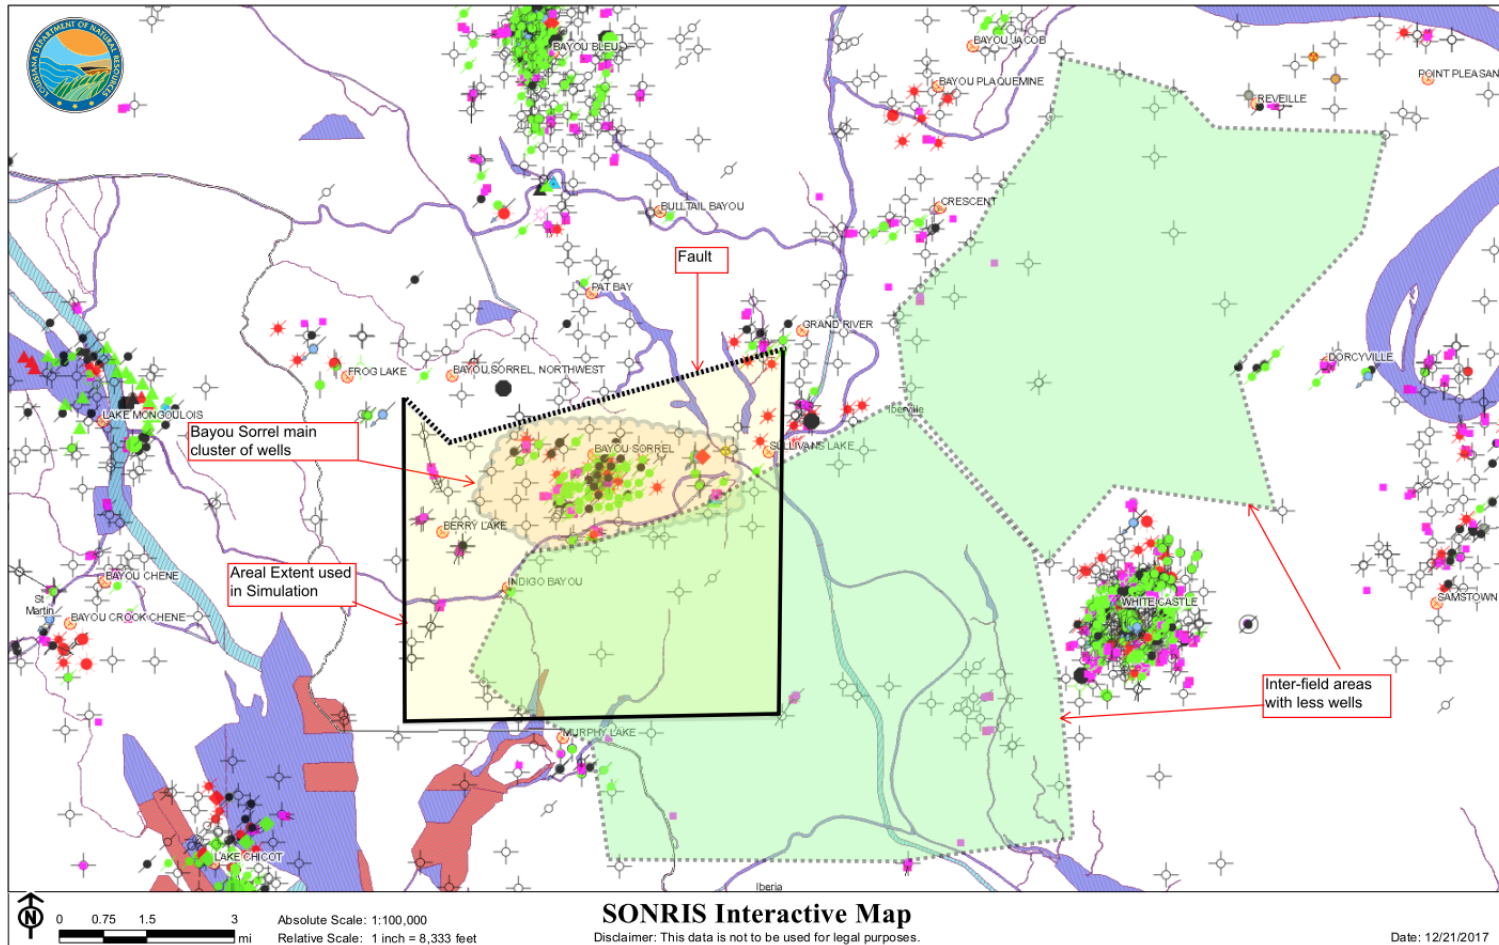 LOUISIANA DEPARTMENT OF NATURAL RESOURCES
BAYOU BLEU
BAYOU JACOB
BAYOU PLAQUEMINE
POINT PLEASAN
REVEILLE
CRESCENT
BULLTAIL BAYOU
Fault
PAT BAY
GRAND RIVER
DORCYVILLE
FROG LAKE
BAYOU SORREL, NORTHWEST
LAKE MONGOULOIS
Iberville
Bayou Sorrel main
cluster of wells
BAYOU SORREL
SULLIVANS LAKE
BERRY LAKE
Areal Extent used
in Simulation
BAYOU CHENE
INDIGO BAYOU
St
Martin
BAYOU CROOK CHENE
WHITE CASTLE
SAMSTOWN
Inter-field areas
with less wells
MURPHY LAKE
LAKE CHICOT
Iberia
N
0 0.75 1.5 3
mi
Absolute Scale: 1:100,000
Relative Scale: 1 inch = 8,333 feet
SONRIS Interactive Map
Disclaimer: This data is not to be used for legal purposes.
Date: 12/21/2017